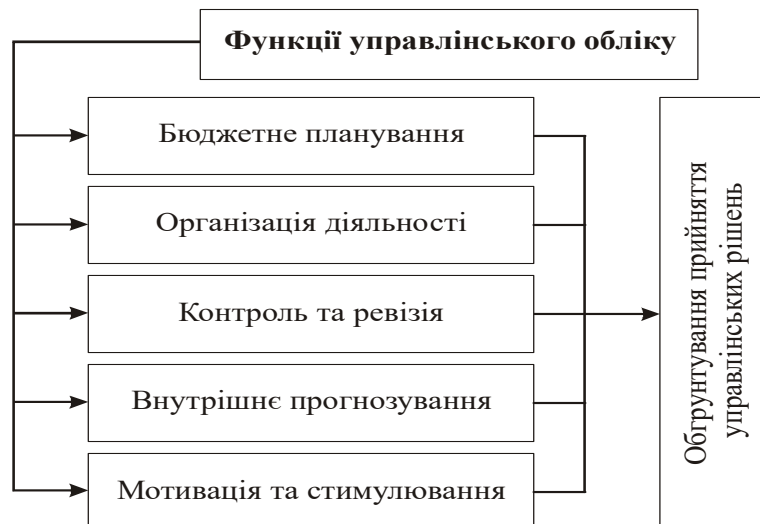 Функції управлінського обліку
Бюджетне планування
Організація діяльності
Контроль та ревізія
Внутрішнє прогнозування
Мотивація та стимулювання
Обгрунтування прийняття
управлінських рішень